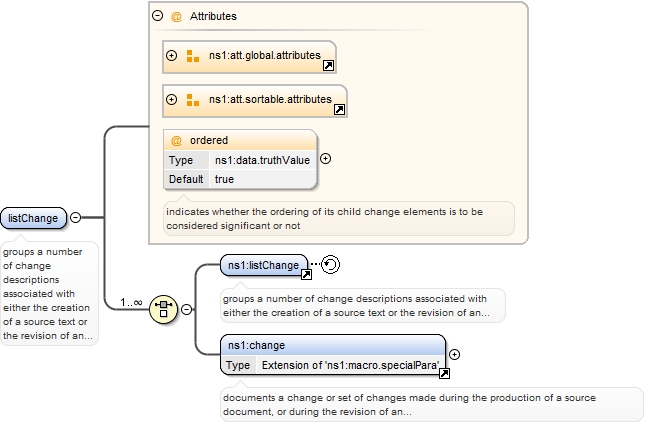 Attributes
ns1:att.global.attributes
ns1:att.sortable.attributes
@ ordered
Type ns1:data.truthValue
Default true
indicates whether the ordering of its child change elements is to be
considered significant or not
listChange
groups a number
of change
descriptions
associated with
either the creation
of a source text or
the revision of an...
1..∞
ns1:listChange
groups a number of change descriptions associated with
either the creation of a source text or the revision of an...
ns1:change
Type Extension of 'ns1:macro.specialPara'
documents a change or set of changes made during the production of a source
document, or during the revision of an...